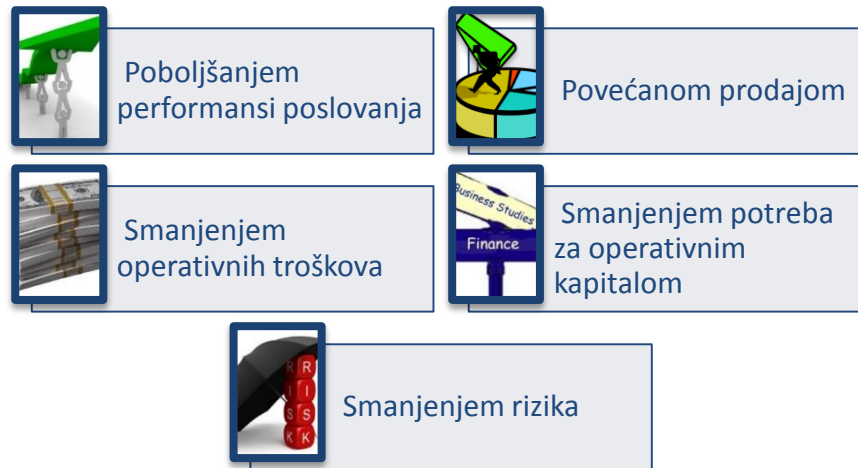 Poboljšanjem
performansi poslovanja
Povećanom prodajom
Smanjenjem
operativnih troškova
Business Studies
Finance
Smanjenjem potreba
za operativnim
kapitalom
R R
I I
S S
K K
Smanjenjem rizika